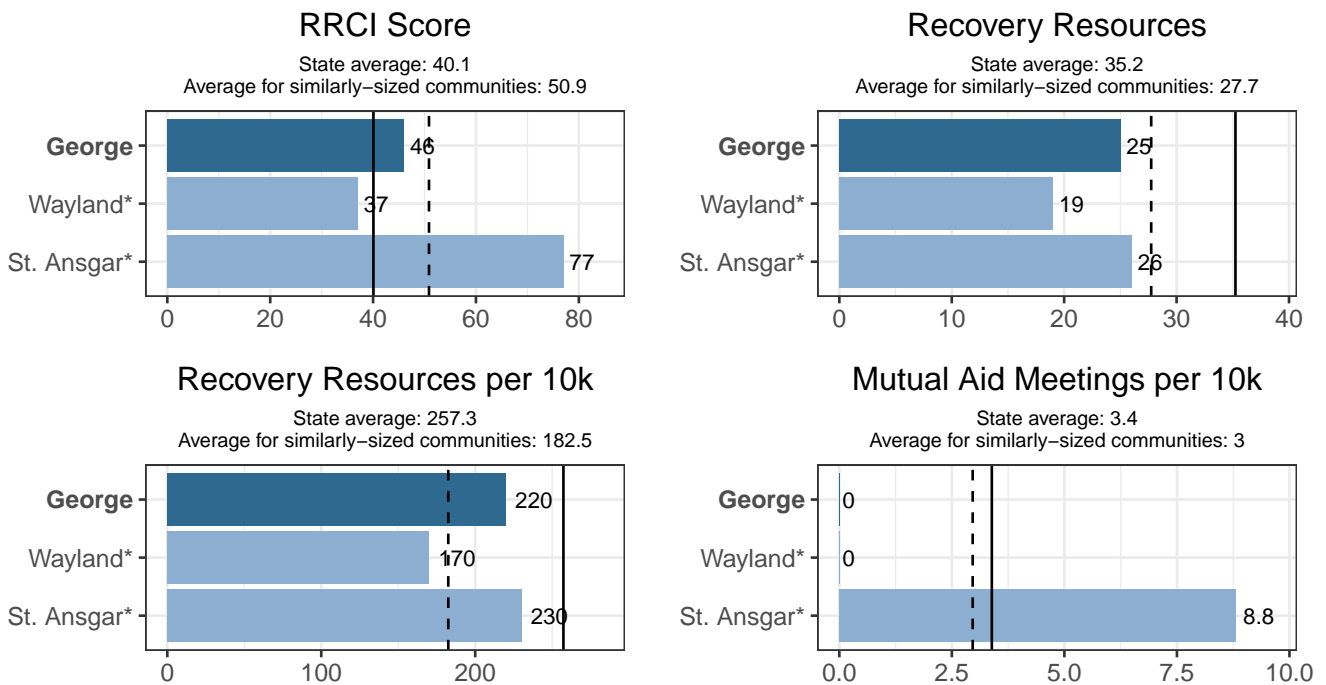 RRCI Score
State average: 40.1
Average for similarly−sized communities: 50.9
George
46
Wayland*
37
St. Ansgar*
77
0 20 40 60 80
Recovery Resources
State average: 35.2
Average for similarly−sized communities: 27.7
George
25
Wayland*
19
St. Ansgar*
26
0 10 20 30 40
Recovery Resources per 10k
State average: 257.3
Average for similarly−sized communities: 182.5
George
220
Wayland*
170
St. Ansgar*
230
0 100 200
Mutual Aid Meetings per 10k
State average: 3.4
Average for similarly−sized communities: 3
George
0
Wayland*
0
St. Ansgar*
8.8
0.0 2.5 5.0 7.5 10.0